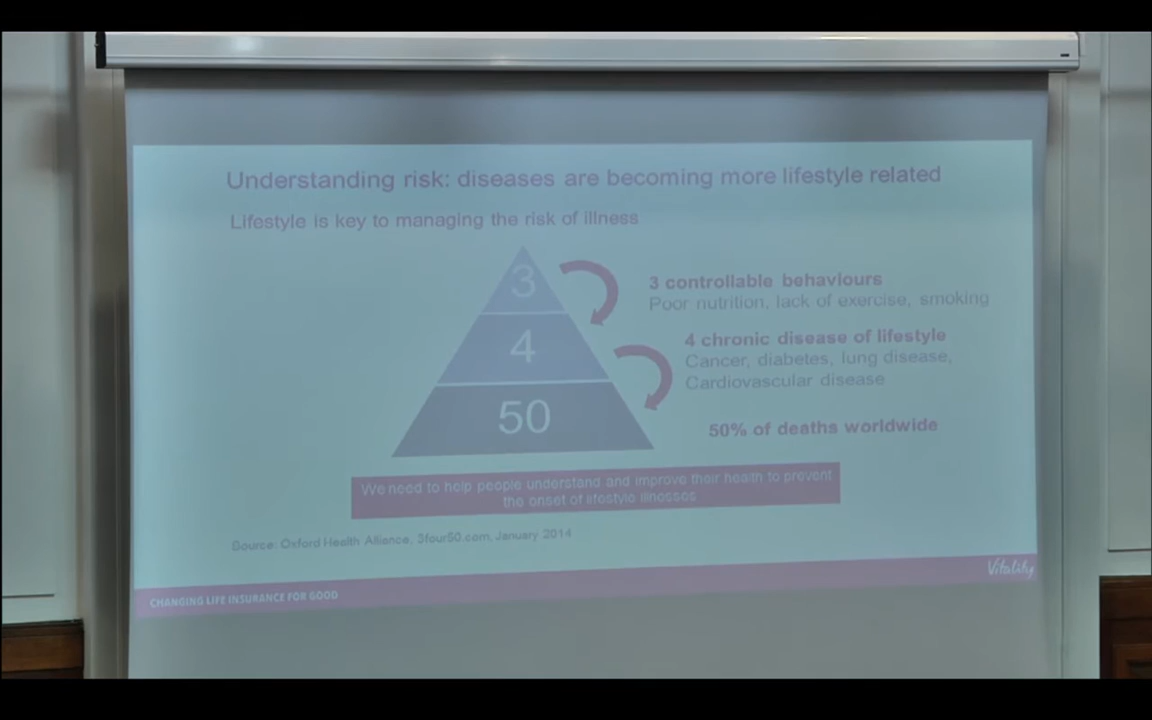 Understanding risk: diseases are becoming more lifestyle related
Lifestyle is key to managing the risk of illness
3
3 controllable behaviours
Poor nutrition, lack of exercise, smoking
4
4 chronic disease of lifestyle
Cancer, diabetes, lung disease,
Cardiovascular disease
50
50% of deaths worldwide
We need to help people understand and improve their health to prevent
the onset of lifestyle illnesses
Source: Oxford Health Alliance, 3four50.com, January 2014
Vitality
CHANGING LIFE INSURANCE FOR GOOD